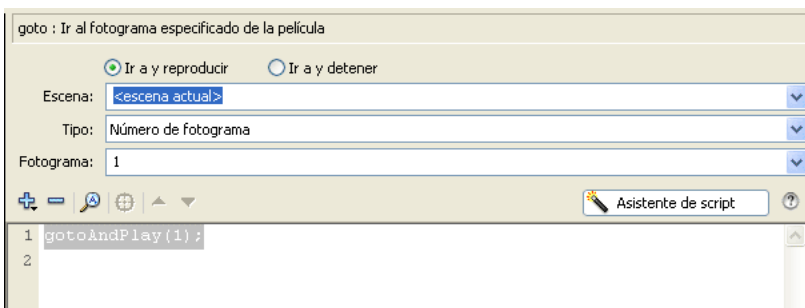 goto : Ir al fotograma especificado de la película
Ir a y reproducir Ir a y detener
Escena: <escena actual>
Tipo: Número de fotograma
Fotograma: 1
Asistente de script ?
1 gotoAndPlay(1);
2